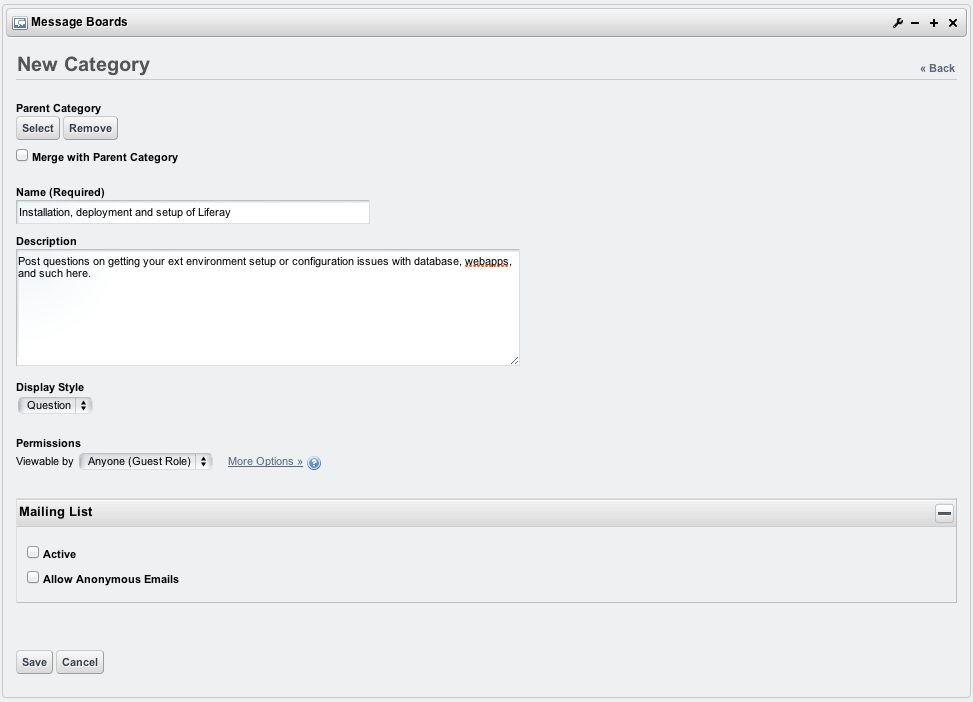 Message Boards
New Category
« Back
Parent Category
Select Remove
Merge with Parent Category
Name (Required)
Installation, deployment and setup of Liferay
Description
Post questions on getting your ext environment setup or configuration issues with database, webapps,
and such here.
Display Style
Question
Permissions
Viewable by Anyone (Guest Role) More Options » ?
Mailing List
Active
Allow Anonymous Emails
Save Cancel